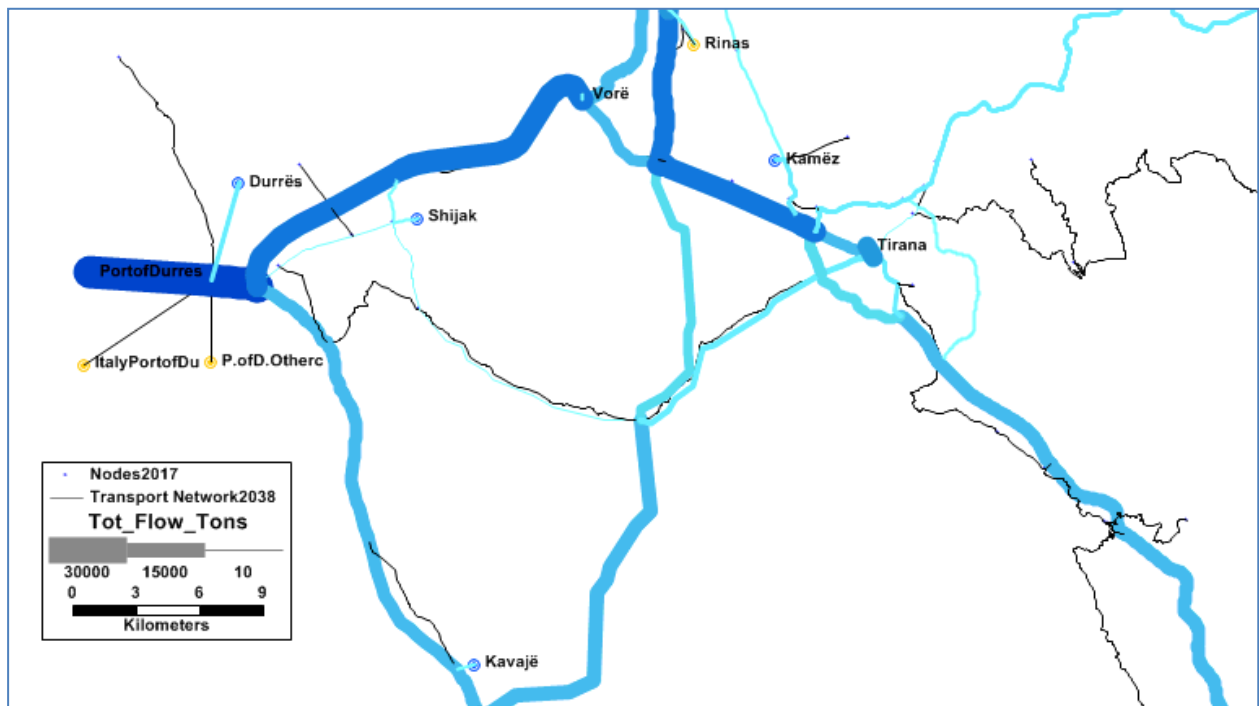 Rinas
Vorë
Kamëz
Durrës
Shijak
Tirana
PortofDurres
ItalyPortofDu
P.ofD.Otherc
Nodes2017
Transport Network2038
Tot_Flow_Tons
30000 15000 10
0 3 6 9
Kilometers
Kavajë